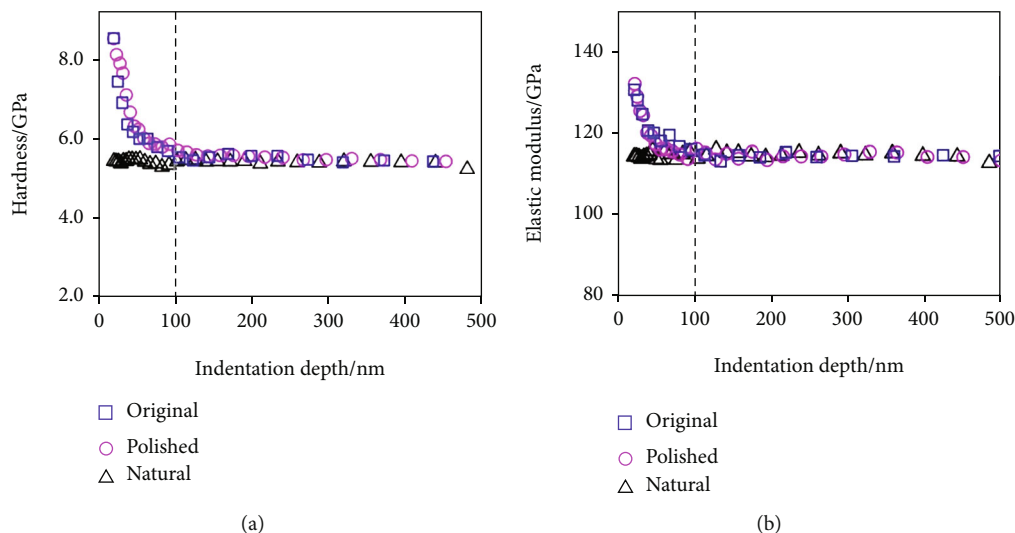 8.0
6.0
4.0
2.0
Hardness/GPa
0 100 200 300 400 500
Indentation depth/nm
Original
Polished
Natural
(a)
140
120
100
80
Elastic modulus/GPa
0 100 200 300 400 500
Indentation depth/nm
Original
Polished
Natural
(b)